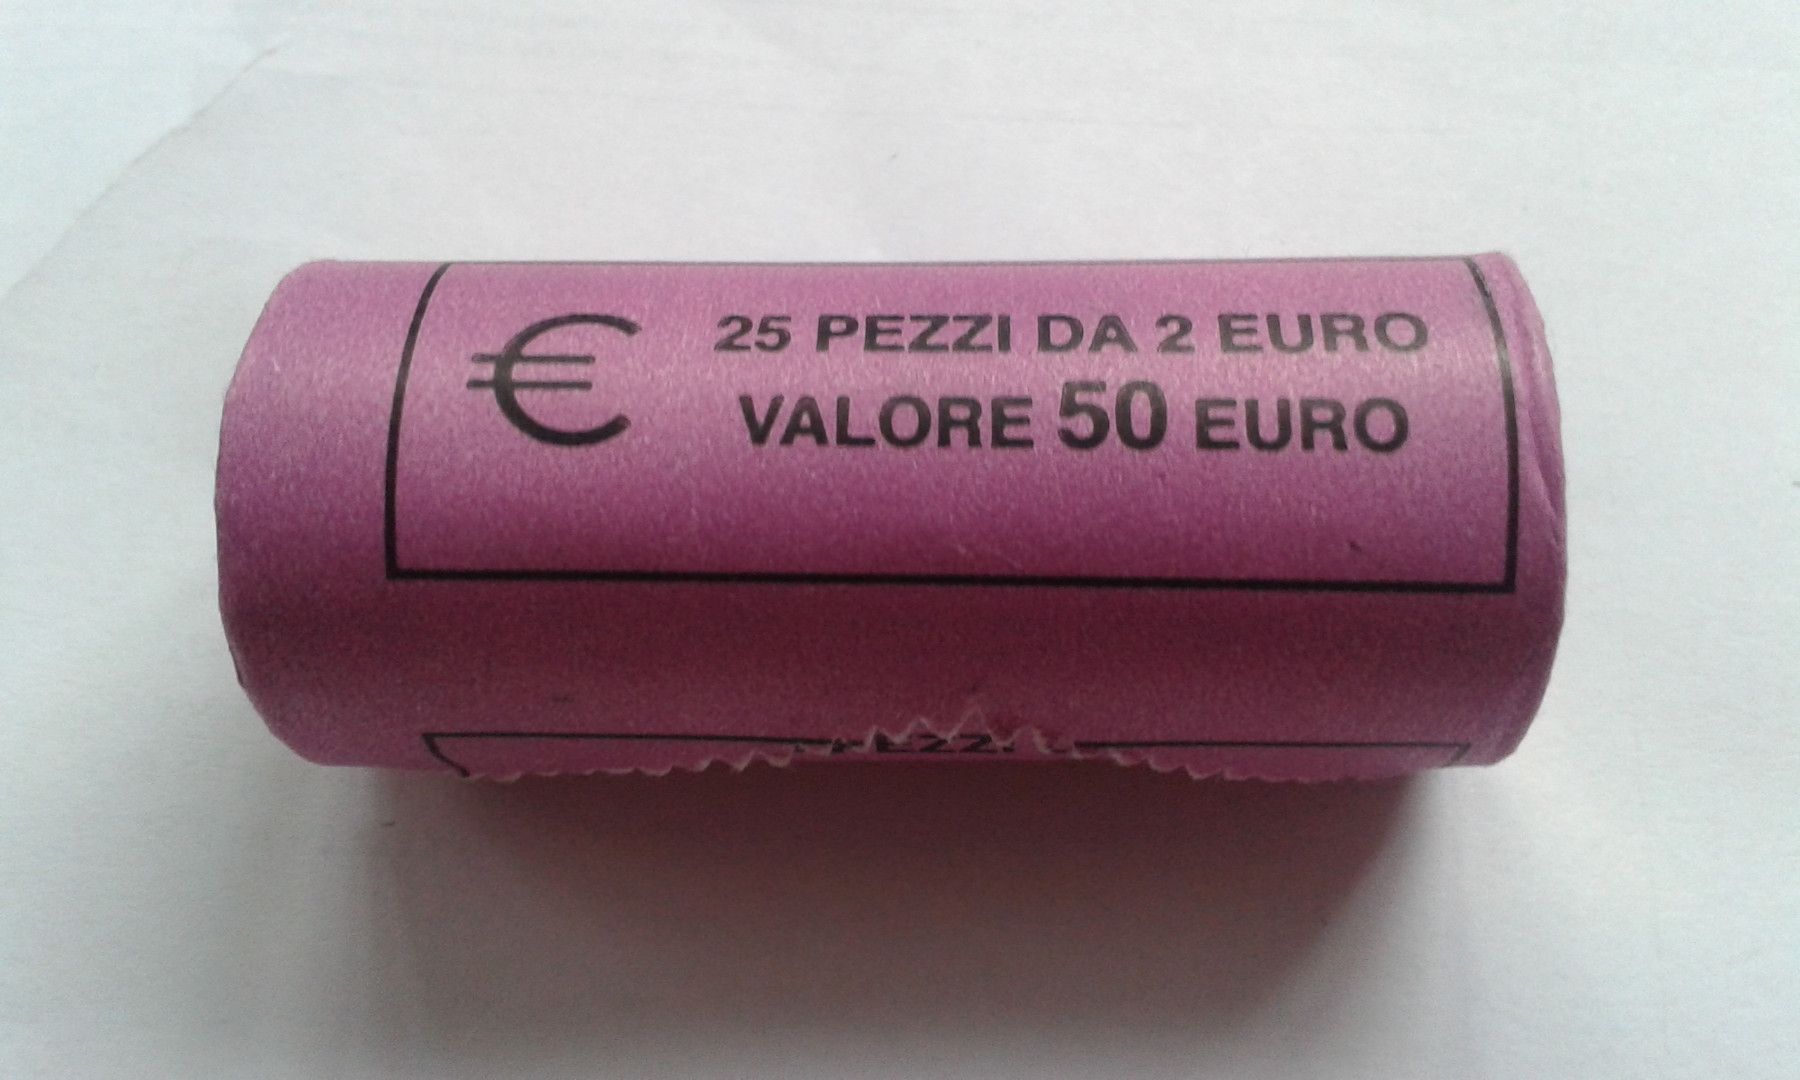 € 25 PEZZI DA 2 EURO
VALORE 50 EURO
PEZZI